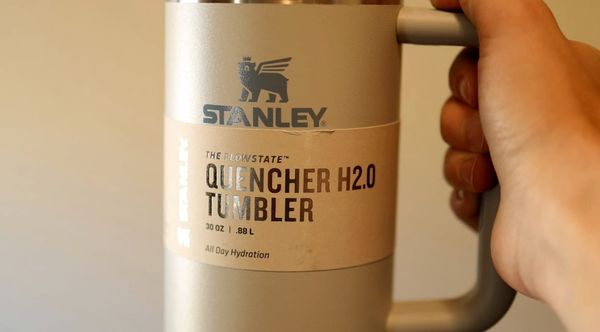 STANLEY
THE FLOWSTATE™
QUENCHER H2.0
TUMBLER
30 OZ | .88 L
All Day Hydration
STANLEY